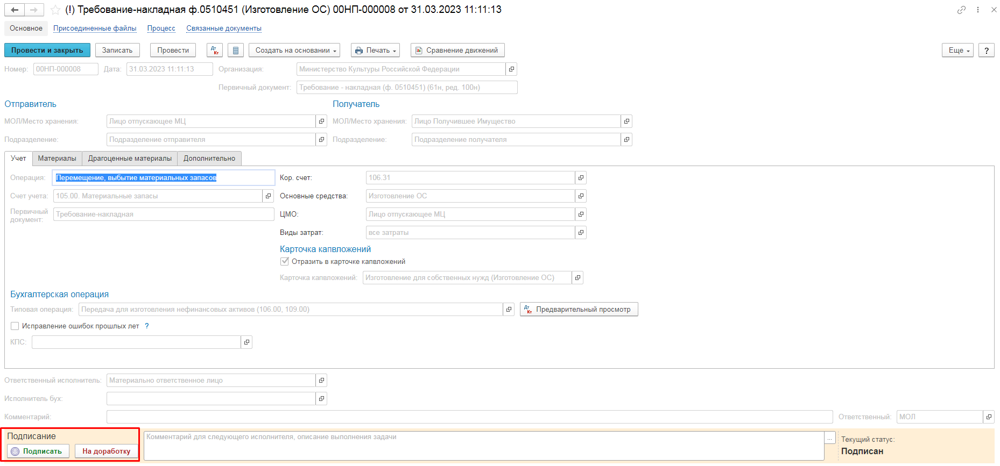 (!) Требование-накладная ф.0510451 (Изготовление ОС) 00НП-000008 от 31.03.2023 11:11:13
Основное Присоединенные файлы Процесс Связанные документы
Провести и закрыть Записать Провести Дт Кт Создать на основании Печать Сравнение движений Еще ?
Номер: 00НП-000008 Дата: 31.03.2023 11:11:13 Организация: Министерство Культуры Российской Федерации
Первичный документ: Требование - накладная (ф. 0510451) (61н, ред. 100н)
Отправитель Получатель
МОЛ/Место хранения: Лицо отпускающее МЦ МОЛ/Место хранения: Лицо Получившее Имущество
Подразделение: Подразделение отправителя Подразделение: Подразделение получателя
Учет Материалы Драгоценные материалы Дополнительно
Операция: Перемещение, выбытие материальных запасов Кор. счет: 106.31
Счет учета: 105.00. Материальные запасы Основные средства: Изготовление ОС
Первичный документ: Требование-накладная ЦМО: Лицо отпускающее МЦ
Виды затрат: все затраты
Карточка капвложений
Отразить в карточке капвложений
Карточка капвложений: Изготовление для собственных нужд (Изготовление ОС)
Бухгалтерская операция
Типовая операция: Передача для изготовления нефинансовых активов (106.00, 109.00) Дт Кт Предварительный просмотр
Исправление ошибок прошлых лет ?
КПС:
Ответственный исполнитель: Материально ответственное лицо
Исполнитель бух:
Комментарий: Ответственный: МОЛ
Подписание Комментарий для следующего исполнителя, описание выполнения задачи ... Текущий статус:
Подписать На доработку Подписан